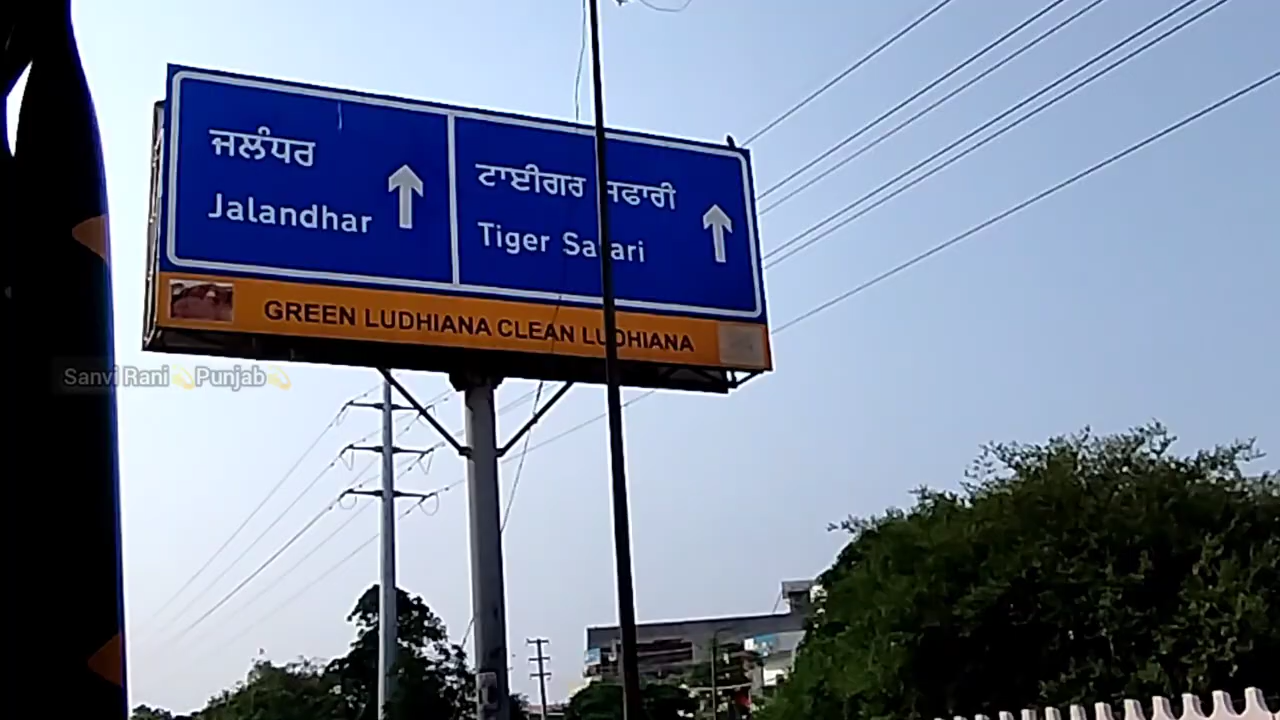 ਜਲੰਧਰ
Jalandhar
ਟਾਈਗਰ ਸਫਾਰੀ
Tiger Safari
GREEN LUDHIANA CLEAN LUDHIANA
Sanvi Rani💫Punjab💫